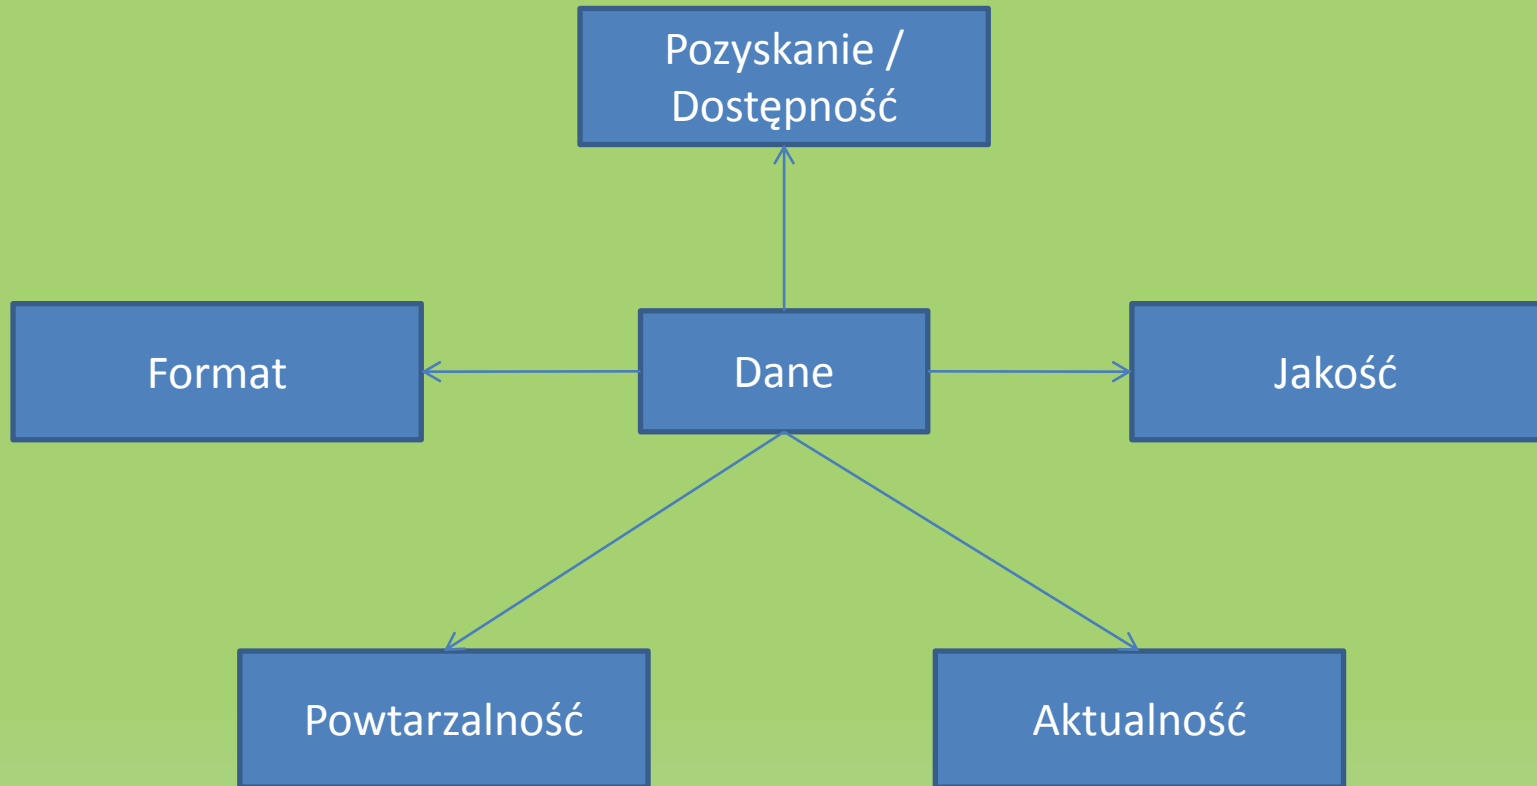 Pozyskanie /
Dostępność
Format
Dane
Jakość
Powtarzalność
Aktualność